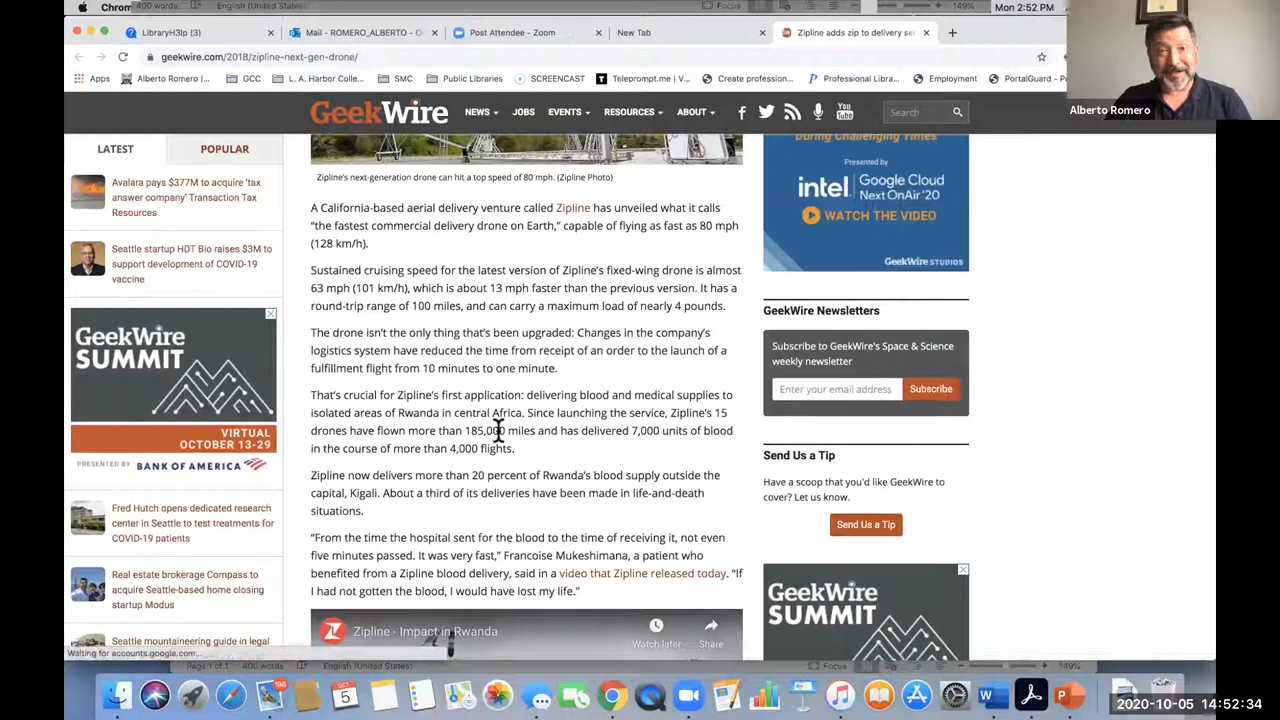 Chrom
400 words
English (United States)
Focus
149%
Mon 2:52 PM
LibraryH3lp
Mail - ROMERO_ALBERTO - O
Post Attendee - Zoom
New Tab
Zipline adds zip to delivery se
geekwire.com/2018/zipline-next-gen-drone/
Apps
Alberto Romero |...
GCC
L. A. Harbor Colle...
SMC
Public Libraries
SCREENCAST
Teleprompt.me | V...
Create profession...
Professional Libra...
Employment
PortalGuard - Por
Alberto Romero
GeekWire
NEWS
JOBS
EVENTS
RESOURCES
ABOUT
You
Tube
Search
LATEST
POPULAR
Avalara pays $377M to acquire 'tax
answer company' Transaction Tax
Resources
Seattle startup HDT Bio raises $3M to
support development of COVID-19
vaccine
GeekWire
SUMMIT
VIRTUAL
OCTOBER 13-29
PRESENTED BY BANK OF AMERICA
Fred Hutch opens dedicated research
center in Seattle to test treatments for
COVID-19 patients
Real estate brokerage Compass to
acquire Seattle-based home closing
startup Modus
Seattle mountaineering guide in legal
Waiting for accounts.google.com...
Zipline's next-generation drone can hit a top speed of 80 mph. (Zipline Photo)
A California-based aerial delivery venture called Zipline has unveiled what it calls
“the fastest commercial delivery drone on Earth,” capable of flying as fast as 80 mph
(128 km/h).
Sustained cruising speed for the latest version of Zipline's fixed-wing drone is almost
63 mph (101 km/h), which is about 13 mph faster than the previous version. It has a
round-trip range of 100 miles, and can carry a maximum load of nearly 4 pounds.
The drone isn't the only thing that's been upgraded: Changes in the company's
logistics system have reduced the time from receipt of an order to the launch of a
fulfillment flight from 10 minutes to one minute.
That's crucial for Zipline's first application: delivering blood and medical supplies to
isolated areas of Rwanda in central Africa. Since launching the service, Zipline's 15
drones have flown more than 185,000 miles and has delivered 7,000 units of blood
in the course of more than 4,000 flights.
Zipline now delivers more than 20 percent of Rwanda's blood supply outside the
capital, Kigali. About a third of its deliveries have been made in life-and-death
situations.
“From the time the hospital sent for the blood to the time of receiving it, not even
five minutes passed. It was very fast,” Francoise Mukeshimana, a patient who
benefited from a Zipline blood delivery, said in a video that Zipline released today. “If
I had not gotten the blood, I would have lost my life.”
Zipline - Impact in Rwanda
Watch later
Share
During Challenging Times
Presented by
intel
Google Cloud
Next OnAir '20
WATCH THE VIDEO
GeekWire STUDIOS
GeekWire Newsletters
Subscribe to GeekWire's Space & Science
weekly newsletter
Enter your email address
Subscribe
Send Us a Tip
Have a scoop that you'd like GeekWire to
cover? Let us know.
Send Us a Tip
GeekWire
SUMMIT
Page 1 of 1
400 words
English (United States)
Focus
149%
OCT
5
196
2020-10-05 14:52:34